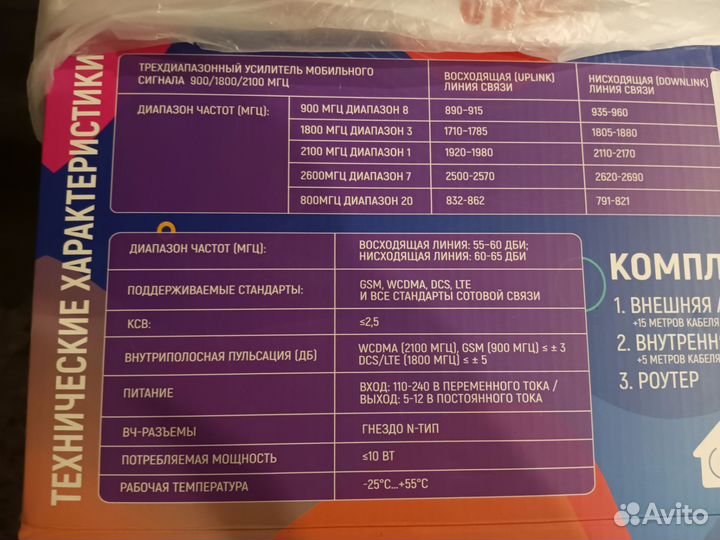 ТЕХНИЧЕСКИЕ ХАРАКТЕРИСТИКИ
ТРЕХДИАПАЗОННЫЙ УСИЛИТЕЛЬ МОБИЛЬНОГО
СИГНАЛА 900/1800/2100 МГЦ
ВОСХОДЯЩАЯ (UPLINK)
ЛИНИЯ СВЯЗИ
НИСХОДЯЩАЯ (DOWNLINK)
ЛИНИЯ СВЯЗИ
ДИАПАЗОН ЧАСТОТ (МГЦ):
900 МГЦ ДИАПАЗОН 8 890-915 935-960
1800 МГЦ ДИАПАЗОН 3 1710-1785 1805-1880
2100 МГЦ ДИАПАЗОН 1 1920-1980 2110-2170
2600МГЦ ДИАПАЗОН 7 2500-2570 2620-2690
800МГЦ ДИАПАЗОН 20 832-862 791-821
ДИАПАЗОН ЧАСТОТ (МГЦ):
ВОСХОДЯЩАЯ ЛИНИЯ: 55-60 ДБИ;
НИСХОДЯЩАЯ ЛИНИЯ: 60-65 ДБИ
ПОДДЕРЖИВАЕМЫЕ СТАНДАРТЫ:
GSM, WCDMA, DCS, LTE
И ВСЕ СТАНДАРТЫ СОТОВОЙ СВЯЗИ
КСВ: ≤2,5
ВНУТРИПОЛОСНАЯ ПУЛЬСАЦИЯ (ДБ)
WCDMA (2100 МГЦ), GSM (900 МГЦ) ≤ ± 3
DCS/LTE (1800 МГЦ) ≤ ± 5
ПИТАНИЕ
ВХОД: 110-240 В ПЕРЕМЕННОГО ТОКА /
ВЫХОД: 5-12 В ПОСТОЯННОГО ТОКА
ВЧ-РАЗЪЕМЫ ГНЕЗДО N-ТИП
ПОТРЕБЛЯЕМАЯ МОЩНОСТЬ ≤10 ВТ
РАБОЧАЯ ТЕМПЕРАТУРА -25°С...+55°С
КОМПЛ
1. ВНЕШНЯЯ
+15 МЕТРОВ КАБЕЛЯ
2. ВНУТРЕНН
+5 МЕТРОВ КАБЕЛЯ
3. РОУТЕР
Avito